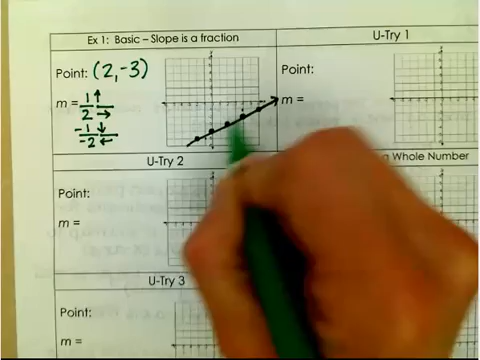 Ex 1: Basic – Slope is a fraction
U-Try 1
Point: (2,-3)
Point:
m = 1↑
2→
m =
-1↓
-2←
U-Try 2
a Whole Number
Point:
m =
U-Try 3
Point:
m =